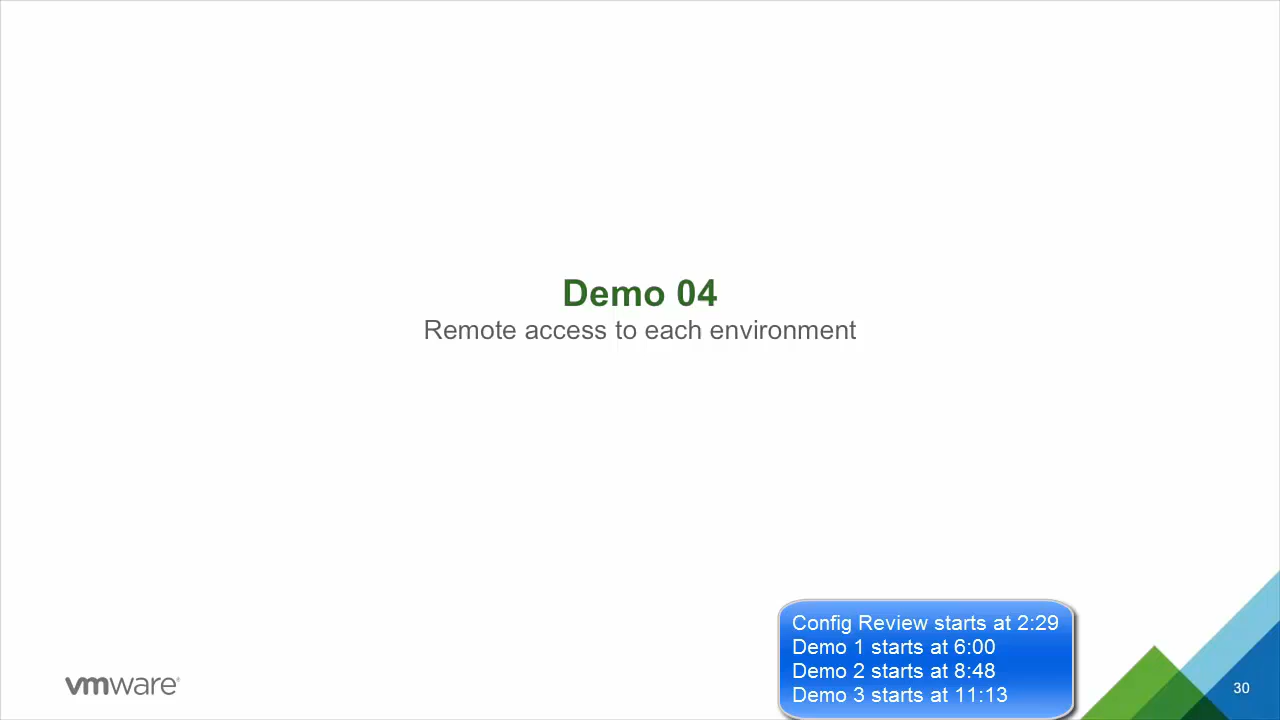 Demo 04
Remote access to each environment
Config Review starts at 2:29
Demo 1 starts at 6:00
Demo 2 starts at 8:48
Demo 3 starts at 11:13
vmware®
30